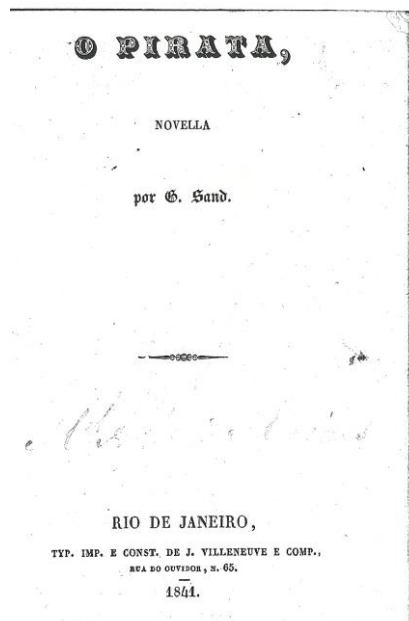 O PIRATA,
NOVELLA
por G. Sand.
RIO DE JANEIRO,
TYP. IMP. E CONST. DE J. VILLENEUVE E COMP.,
RUA DO OUVIDOR, N. 65.
1841.